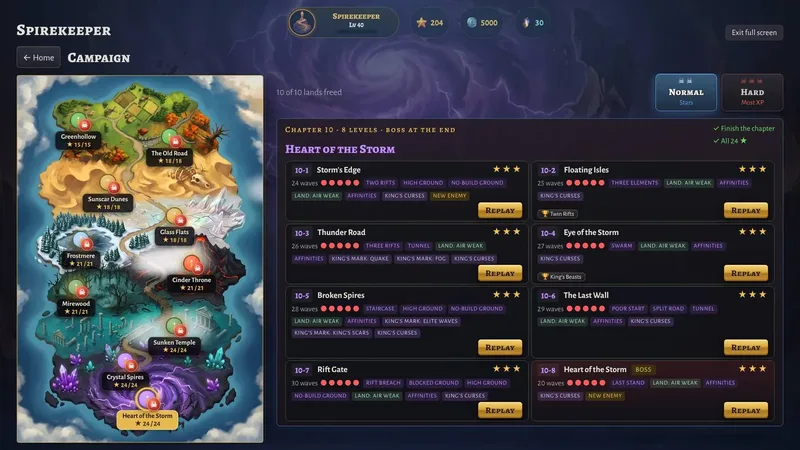 Spirekeeper
Spirekeeper
Lv 40
204
5000
30
Exit full screen
← Home
Campaign
10 of 10 lands freed
Normal
Stars
Hard
Most XP
Greenhollow
★ 15/15
The Old Road
★ 18/18
Sunscar Dunes
★ 18/18
Glass Flats
★ 18/18
Frostmere
★ 21/21
Cinder Throne
★ 21/21
Mirewood
★ 21/21
Sunken Temple
★ 24/24
Crystal Spires
★ 24/24
Heart of the Storm
★ 24/24
Chapter 10 · 8 levels · Boss at the end
✓ Finish the chapter
Heart of the Storm
✓ All 24 ★
10-1 Storm's Edge
24 waves TWO RIFTS HIGH GROUND NO-BUILD GROUND
LAND: AIR WEAK AFFINITIES KING'S CURSES NEW ENEMY
Replay
10-2 Floating Isles
25 waves THREE ELEMENTS LAND: AIR WEAK AFFINITIES
KING'S CURSES
Twin Rifts
Replay
10-3 Thunder Road
26 waves THREE RIFTS TUNNEL LAND: AIR WEAK
AFFINITIES KING'S MARK: QUAKE KING'S MARK: FOG KING'S CURSES
Replay
10-4 Eye of the Storm
27 waves SWARM LAND: AIR WEAK AFFINITIES
KING'S CURSES
King's Beasts
Replay
10-5 Broken Spires
28 waves STAIRCASE HIGH GROUND NO-BUILD GROUND
LAND: AIR WEAK AFFINITIES KING'S MARK: ELITE WAVES
KING'S MARK: KING'S SCARS KING'S CURSES
Replay
10-6 The Last Wall
29 waves POOR START SPLIT ROAD TUNNEL
LAND: AIR WEAK AFFINITIES KING'S CURSES
Replay
10-7 Rift Gate
30 waves RIFT BREACH BLOCKED GROUND HIGH GROUND
NO-BUILD GROUND LAND: AIR WEAK AFFINITIES KING'S CURSES
Replay
10-8 Heart of the Storm BOSS
20 waves LAST STAND LAND: AIR WEAK AFFINITIES
KING'S CURSES NEW ENEMY
Replay